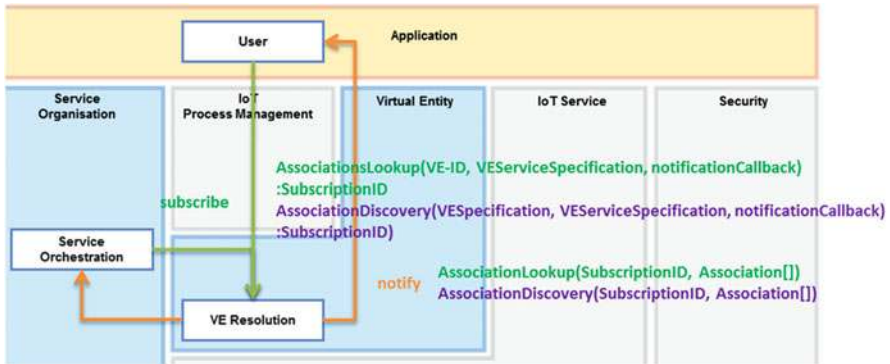 User
Application
Service
Organisation
IoT
Process Management
Virtual Entity
IoT Service
Security
AssociationsLookup(VE-ID, VEServiceSpecification, notificationCallback)
:SubscriptionID
subscribe
AssociationDiscovery(VESpecification, VEServiceSpecification, notificationCallback)
:SubscriptionID)
Service
Orchestration
notify
AssociationLookup(SubscriptionID, Association[])
AssociationDiscovery(SubscriptionID, Association[])
VE Resolution